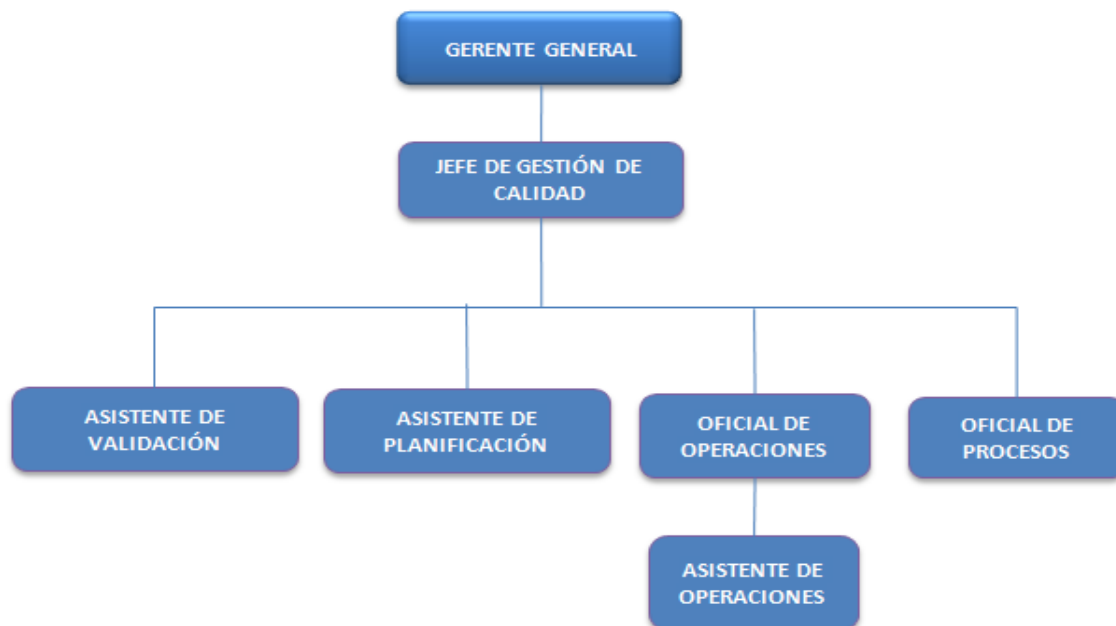 GERENTE GENERAL
JEFE DE GESTIÓN DE
CALIDAD
ASISTENTE DE
VALIDACIÓN
ASISTENTE DE
PLANIFICACIÓN
OFICIAL DE
OPERACIONES
OFICIAL DE
PROCESOS
ASISTENTE DE
OPERACIONES